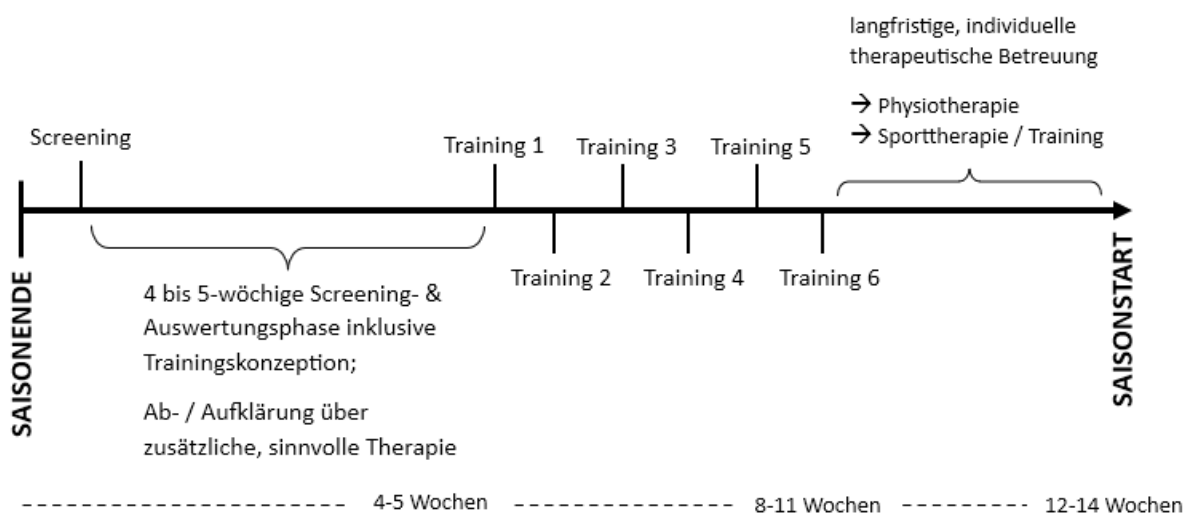 langfristige, individuelle
therapeutische Betreuung
→ Physiotherapie
→ Sporttherapie / Training
Screening
Training 1
Training 3
Training 5
Training 2
Training 4
Training 6
SAISONENDE
SAISONSTART
4 bis 5-wöchige Screening- &
Auswertungsphase inklusive
Trainingskonzeption;
Ab- / Aufklärung über
zusätzliche, sinnvolle Therapie
4-5 Wochen
8-11 Wochen
12-14 Wochen